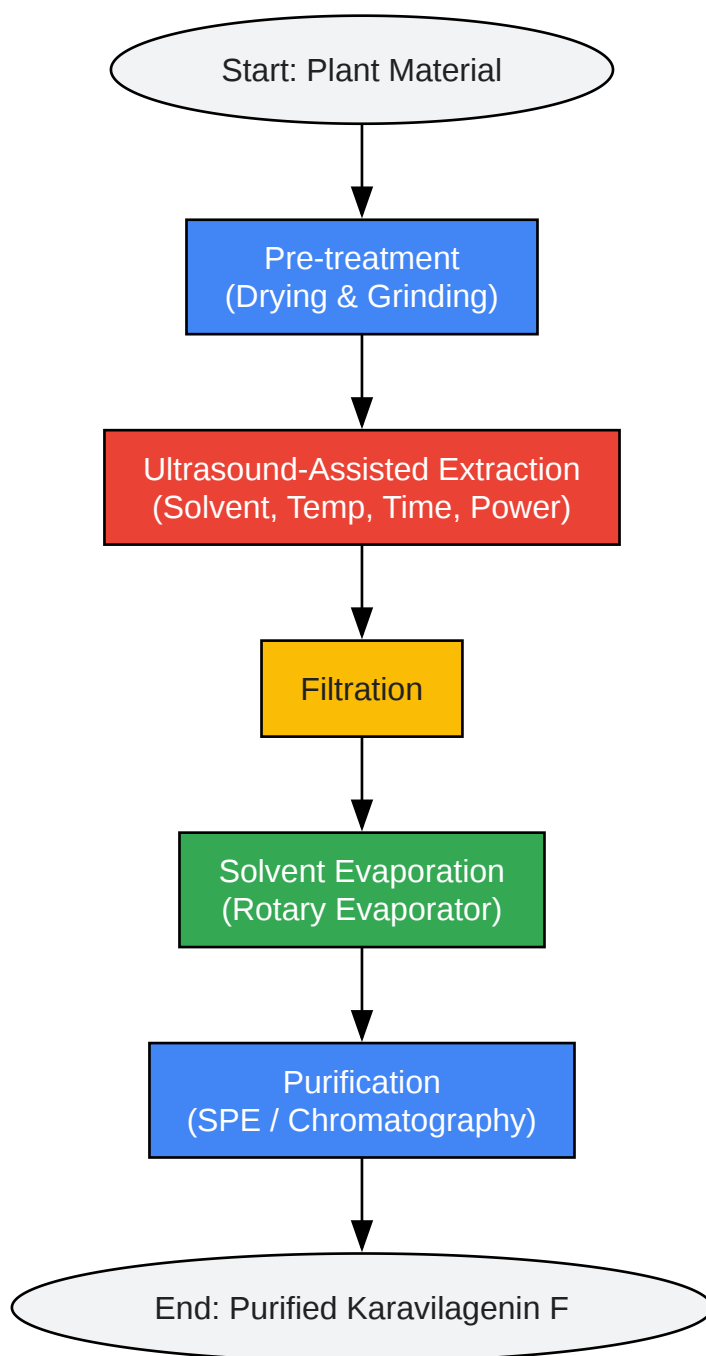 Start: Plant Material
Pre-treatment
(Drying & Grinding)
Ultrasound-Assisted Extraction
(Solvent, Temp, Time, Power)
Filtration
Solvent Evaporation
(Rotary Evaporator)
Purification
(SPE / Chromatography)
End: Purified Karavilagenin F